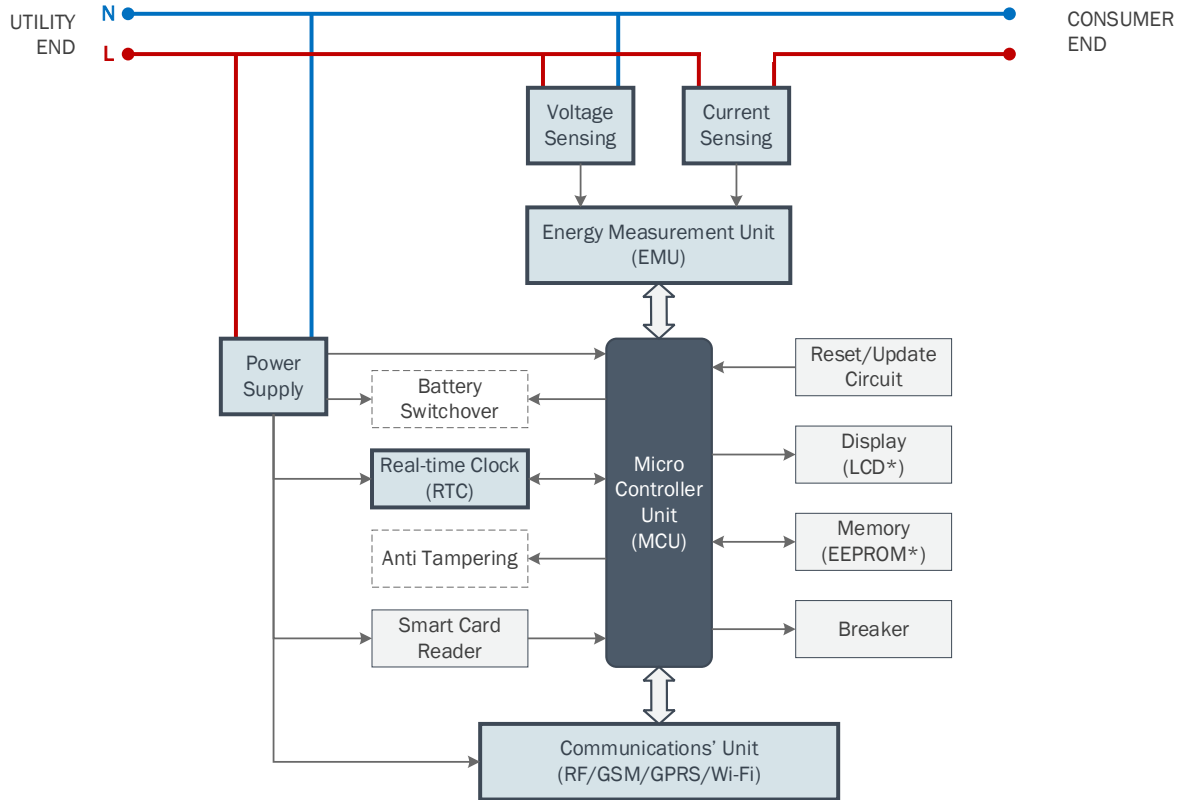 UTILITY
END
N
L
CONSUMER
END
Voltage
Sensing
Current
Sensing
Energy Measurement Unit
(EMU)
Power
Supply
Battery
Switchover
Real-time Clock
(RTC)
Anti Tampering
Smart Card
Reader
Micro
Controller
Unit
(MCU)
Reset/Update
Circuit
Display
(LCD*)
Memory
(EEPROM*)
Breaker
Communications’ Unit
(RF/GSM/GPRS/Wi-Fi)